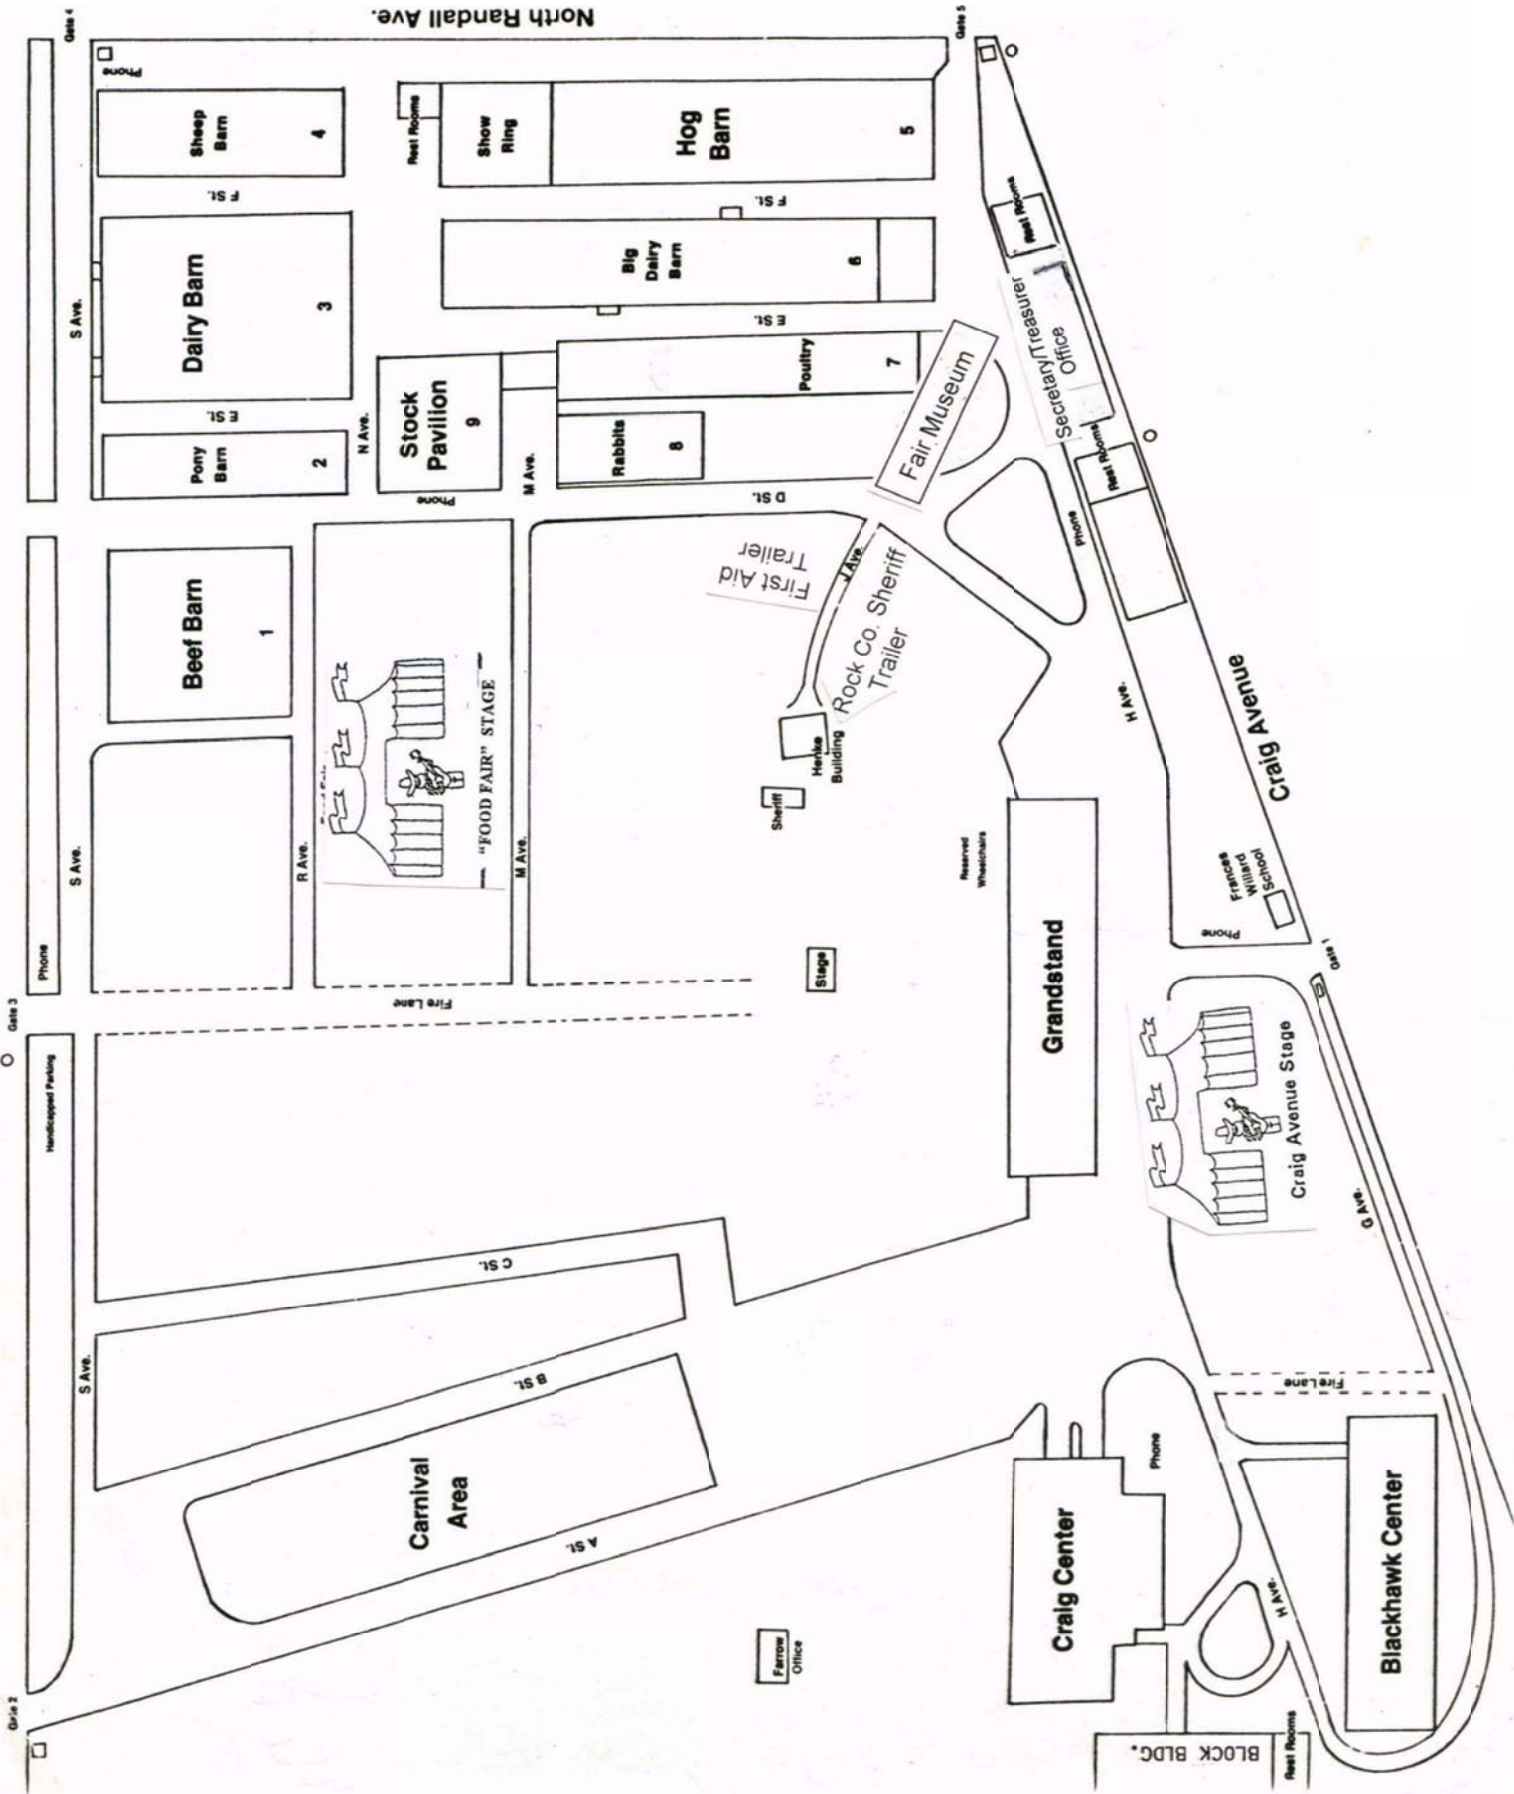 North Randall Ave.
Gate 4
Gate 5
Phone
Sheep
Barn
4
Rest Rooms
Show
Ring
Hog
Barn
5
F St.
F St.
Rest Rooms
S Ave.
Dairy Barn
3
Big
Dairy
Barn
6
E St.
E St.
Secretary/Treasurer
Office
Pony
Barn
2
N Ave.
Stock
Pavilion
9
Phone
M Ave.
Poultry
7
Rabbits
8
D St.
Fair Museum
Rest Rooms
Phone
Beef Barn
1
First Aid
Trailer
J Ave.
Rock Co. Sheriff
Trailer
H Ave.
Craig Avenue
"FOOD FAIR" STAGE
Henke
Building
Sheriff
S Ave.
R Ave.
M Ave.
Reserved
Wheelchairs
Frances
Willard
School
Phone
Gate 1
Phone
Gate 3
Fire Lane
Stage
Grandstand
Handicapped Parking
Craig Avenue Stage
G Ave.
C St.
S Ave.
B St.
Fire Lane
Carnival
Area
A St.
Phone
Craig Center
Blackhawk Center
H Ave.
Farrow
Office
Gate 2
BLOCK BLDG.
Rest Rooms